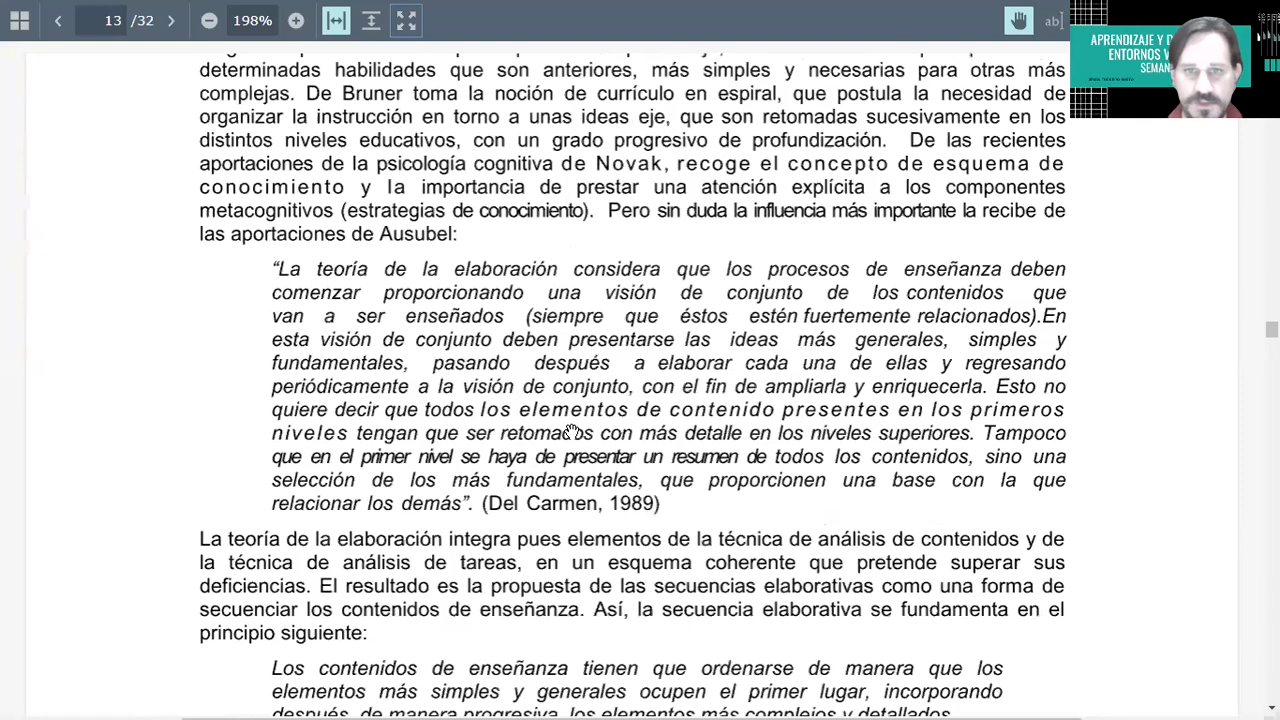 13 /32
198%
ab
APRENDIZAJE Y D
ENTORNOS V
SEMAN
determinadas habilidades que son anteriores, más simples y necesarias para otras más
complejas. De Bruner toma la noción de currículo en espiral, que postula la necesidad de
organizar la instrucción en torno a unas ideas eje, que son retomadas sucesivamente en los
distintos niveles educativos, con un grado progresivo de profundización. De las recientes
aportaciones de la psicología cognitiva de Novak, recoge el concepto de esquema de
conocimiento y la importancia de prestar una atención explícita a los componentes
metacognitivos (estrategias de conocimiento). Pero sin duda la influencia más importante la recibe de
las aportaciones de Ausubel:
“La teoría de la elaboración considera que los procesos de enseñanza deben
comenzar proporcionando una visión de conjunto de los contenidos que
van a ser enseñados (siempre que éstos estén fuertemente relacionados).En
esta visión de conjunto deben presentarse las ideas más generales, simples y
fundamentales, pasando después a elaborar cada una de ellas y regresando
periódicamente a la visión de conjunto, con el fin de ampliarla y enriquecerla. Esto no
quiere decir que todos los elementos de contenido presentes en los primeros
niveles tengan que ser retomados con más detalle en los niveles superiores. Tampoco
que en el primer nivel se haya de presentar un resumen de todos los contenidos, sino una
selección de los más fundamentales, que proporcionen una base con la que
relacionar los demás”. (Del Carmen, 1989)
La teoría de la elaboración integra pues elementos de la técnica de análisis de contenidos y de
la técnica de análisis de tareas, en un esquema coherente que pretende superar sus
deficiencias. El resultado es la propuesta de las secuencias elaborativas como una forma de
secuenciar los contenidos de enseñanza. Así, la secuencia elaborativa se fundamenta en el
principio siguiente:
Los contenidos de enseñanza tienen que ordenarse de manera que los
elementos más simples y generales ocupen el primer lugar, incorporando
después, de manera progresiva, los elementos más complejos y detallados